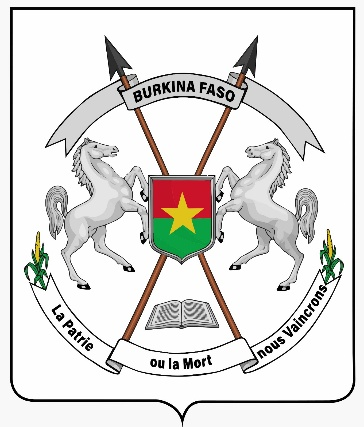 BURKINA FASO
La Patrie
ou la Mort
nous Vaincrons